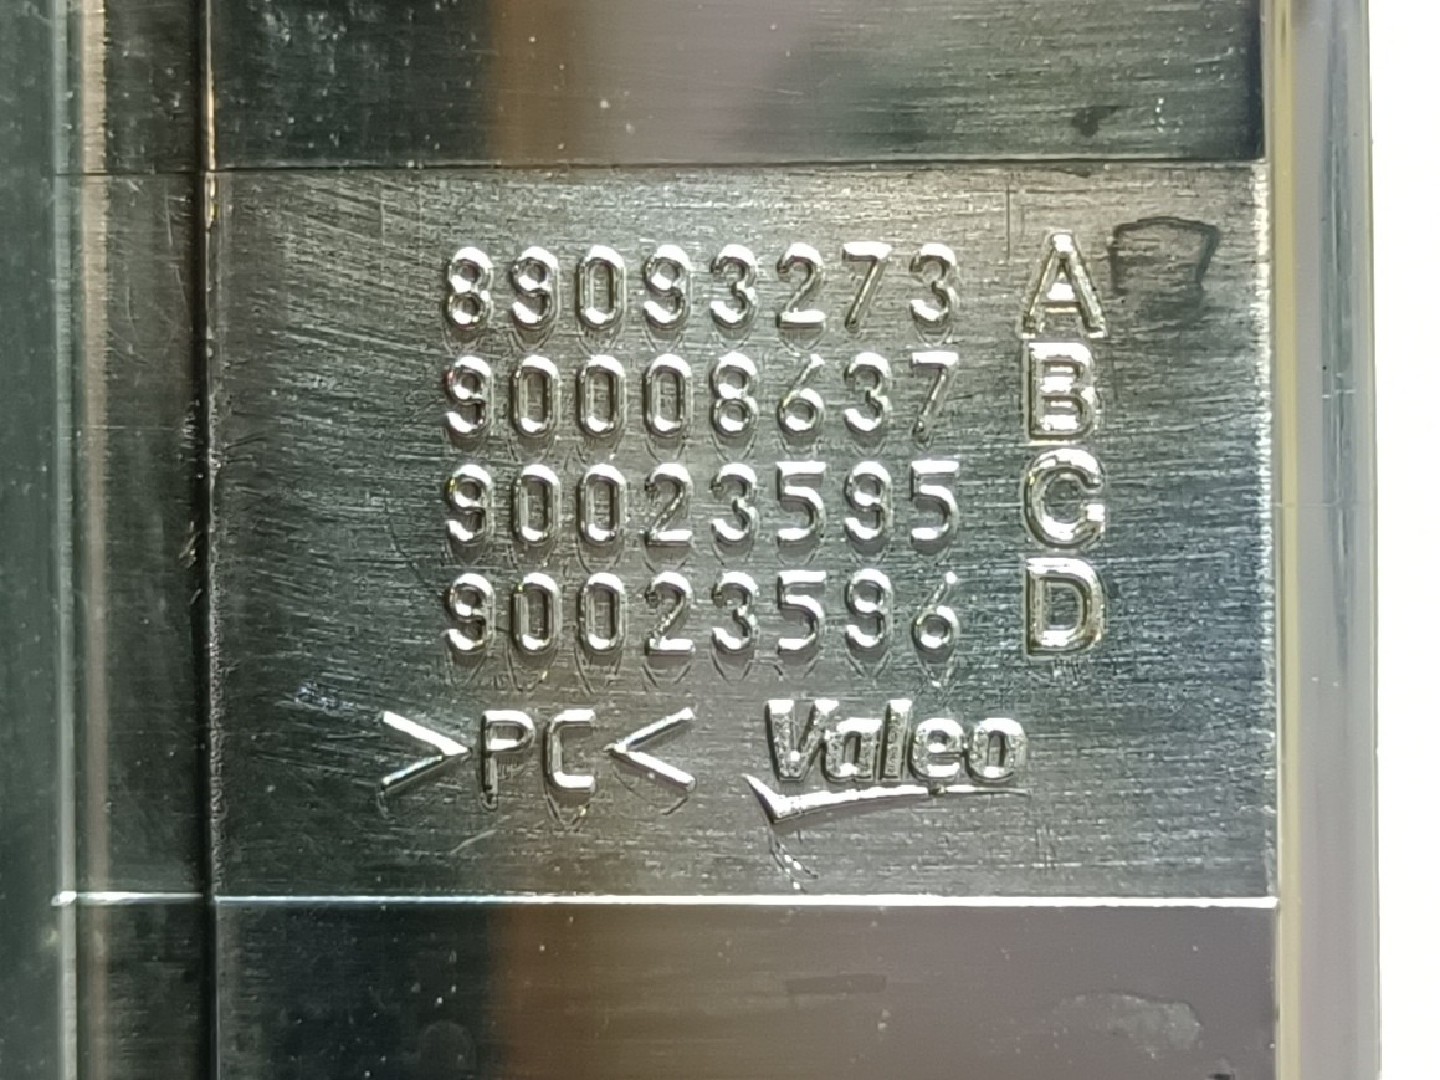 89093273 A
90008637 B
90023595 C
90023596 D
>PC< Valeo